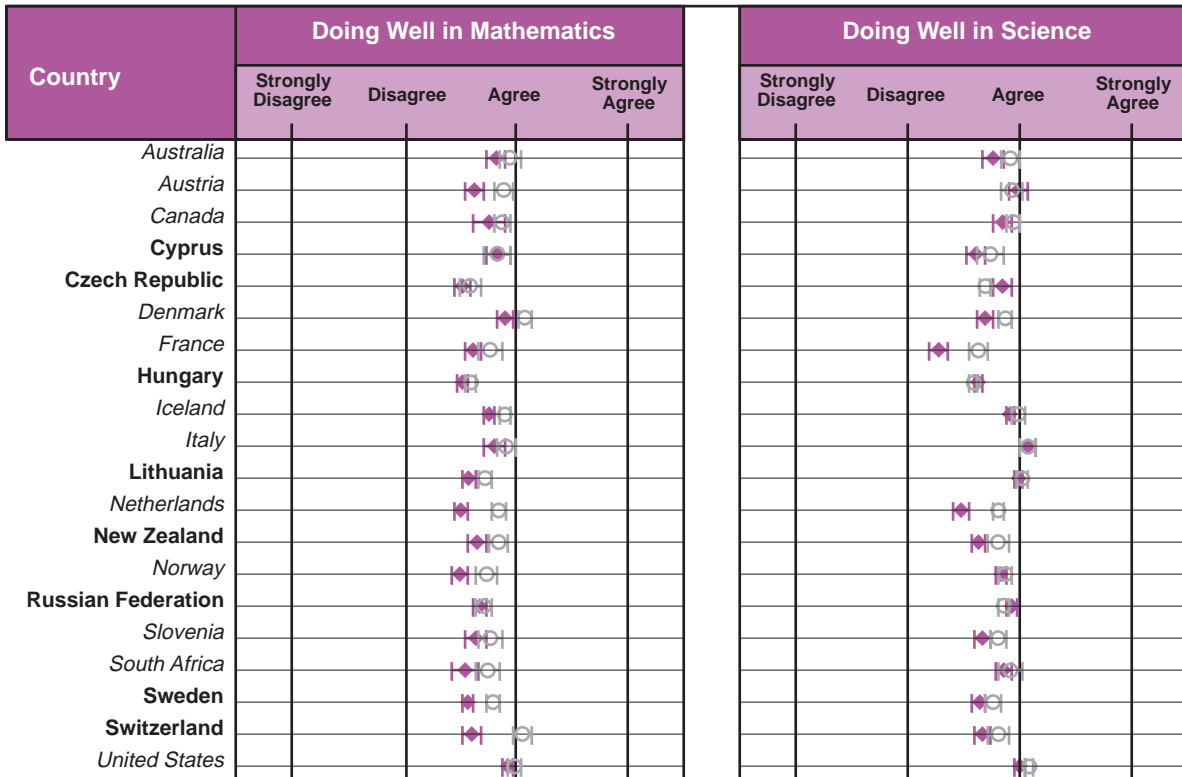 Country
Doing Well in Mathematics
Strongly
Disagree
Disagree
Agree
Strongly
Agree
Doing Well in Science
Strongly
Disagree
Disagree
Agree
Strongly
Agree
Australia
Austria
Canada
Cyprus
Czech Republic
Denmark
France
Hungary
Iceland
Italy
Lithuania
Netherlands
New Zealand
Norway
Russian Federation
Slovenia
South Africa
Sweden
Switzerland
United States